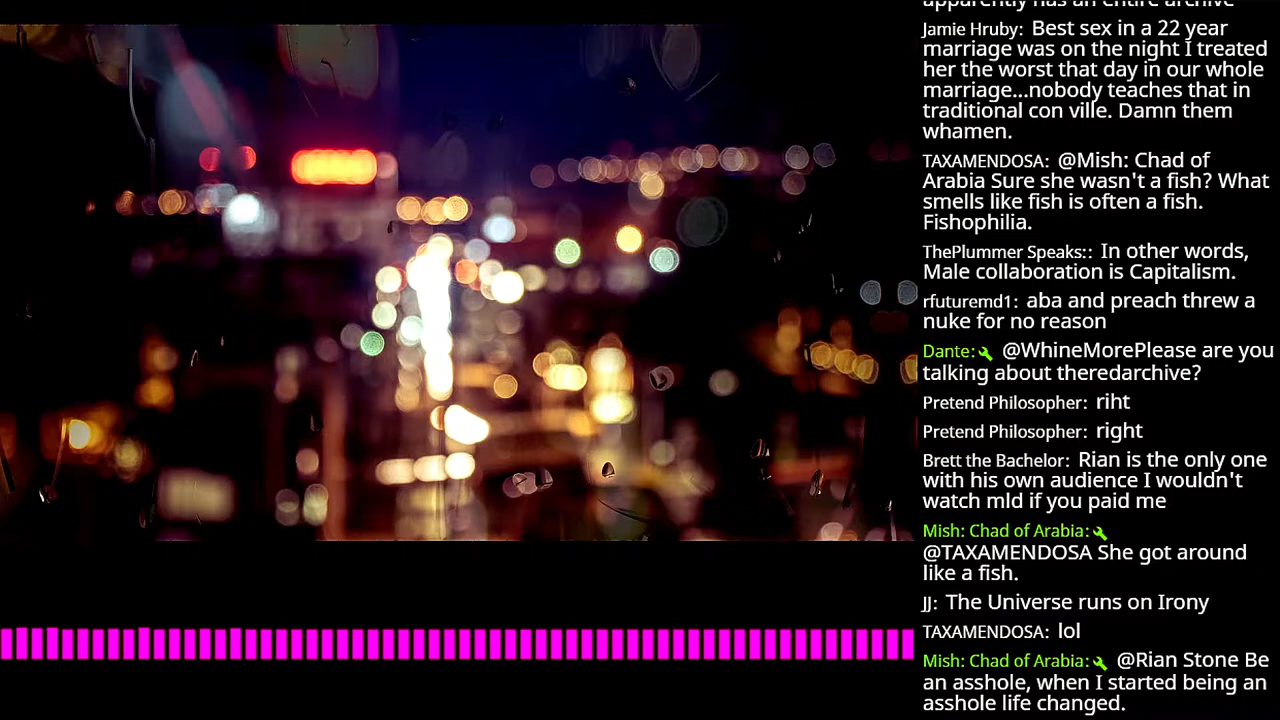 Jamie Hruby: Best sex in a 22 year
marriage was on the night I treated
her the worst that day in our whole
marriage...nobody teaches that in
traditional con ville. Damn them
whamen.
TAXAMENDOSA: @Mish: Chad of
Arabia Sure she wasn't a fish? What
smells like fish is often a fish.
Fishophilia.
ThePlummer Speaks:: In other words,
Male collaboration is Capitalism.
rfuturemd1: aba and preach threw a
nuke for no reason
Dante: @WhineMorePlease are you
talking about theredarchive?
Pretend Philosopher: riht
Pretend Philosopher: right
Brett the Bachelor: Rian is the only one
with his own audience I wouldn't
watch mld if you paid me
Mish: Chad of Arabia:
@TAXAMENDOSA She got around
like a fish.
JJ: The Universe runs on Irony
TAXAMENDOSA: lol
Mish: Chad of Arabia: @Rian Stone Be
an asshole, when I started being an
asshole life changed.